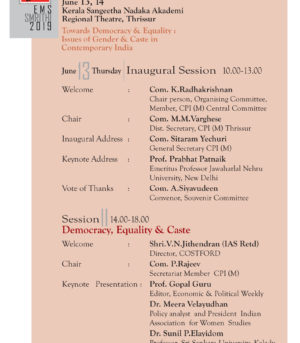 EMS
SMRITHI
2019
June 13, 14
Kerala Sangeetha Nadaka Akademi
Regional Theatre, Thrissur
Towards Democracy & Equality :
Issues of Gender & Caste in
Contemporary India
June 13 Thursday Inaugural Session 10.00-13.00
Welcome : Com. K.Radhakrishnan
Chair person, Organising Committee,
Member, CPI (M) Central Committee
Chair : Com. M.M.Varghese
Dist. Secretary, CPI (M) Thrissur
Inaugural Address : Com. Sitaram Yechuri
General Secretary CPI (M)
Keynote Address : Prof. Prabhat Patnaik
Emeritus Professor Jawaharlal Nehru
University, New Delhi
Vote of Thanks : Com. A.Siyavudeen
Convenor, Souvenir Committee
Session II 14.00-18.00
Democracy, Equality & Caste
Welcome : Shri.V.N.Jithendran (IAS Retd)
Director, COSTFORD
Chair : Com. P.Rajeev
Secretariat Member CPI (M)
Keynote Presentation : Prof. Gopal Guru
Editor, Economic & Political Weekly
Dr. Meera Velayudhan
Policy analyst and President Indian
Association for Women Studies
Dr. Sunil P.Elayidom